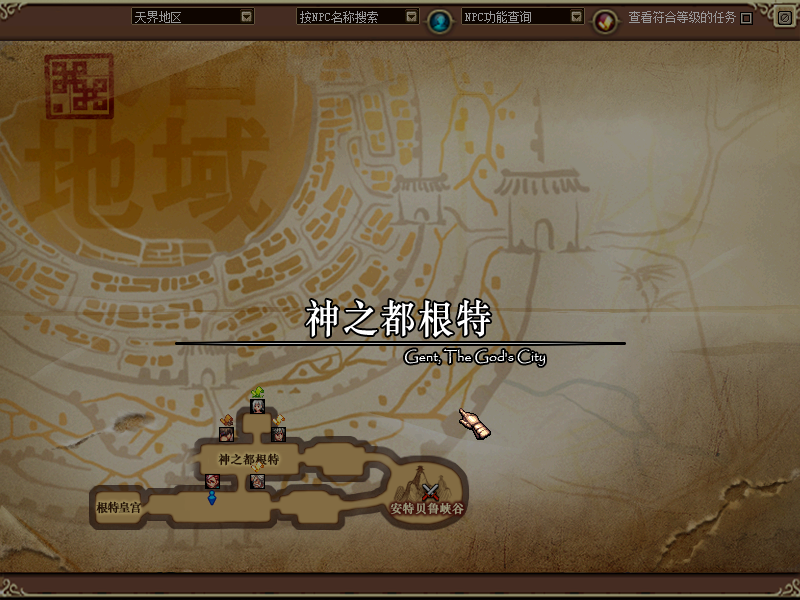 天界地区
按NPC名称搜索
NPC功能查询
查看符合等级的任务
地域
神之都根特
Gent, The God's City
神之都根特
根特皇宫
安特贝鲁峡谷